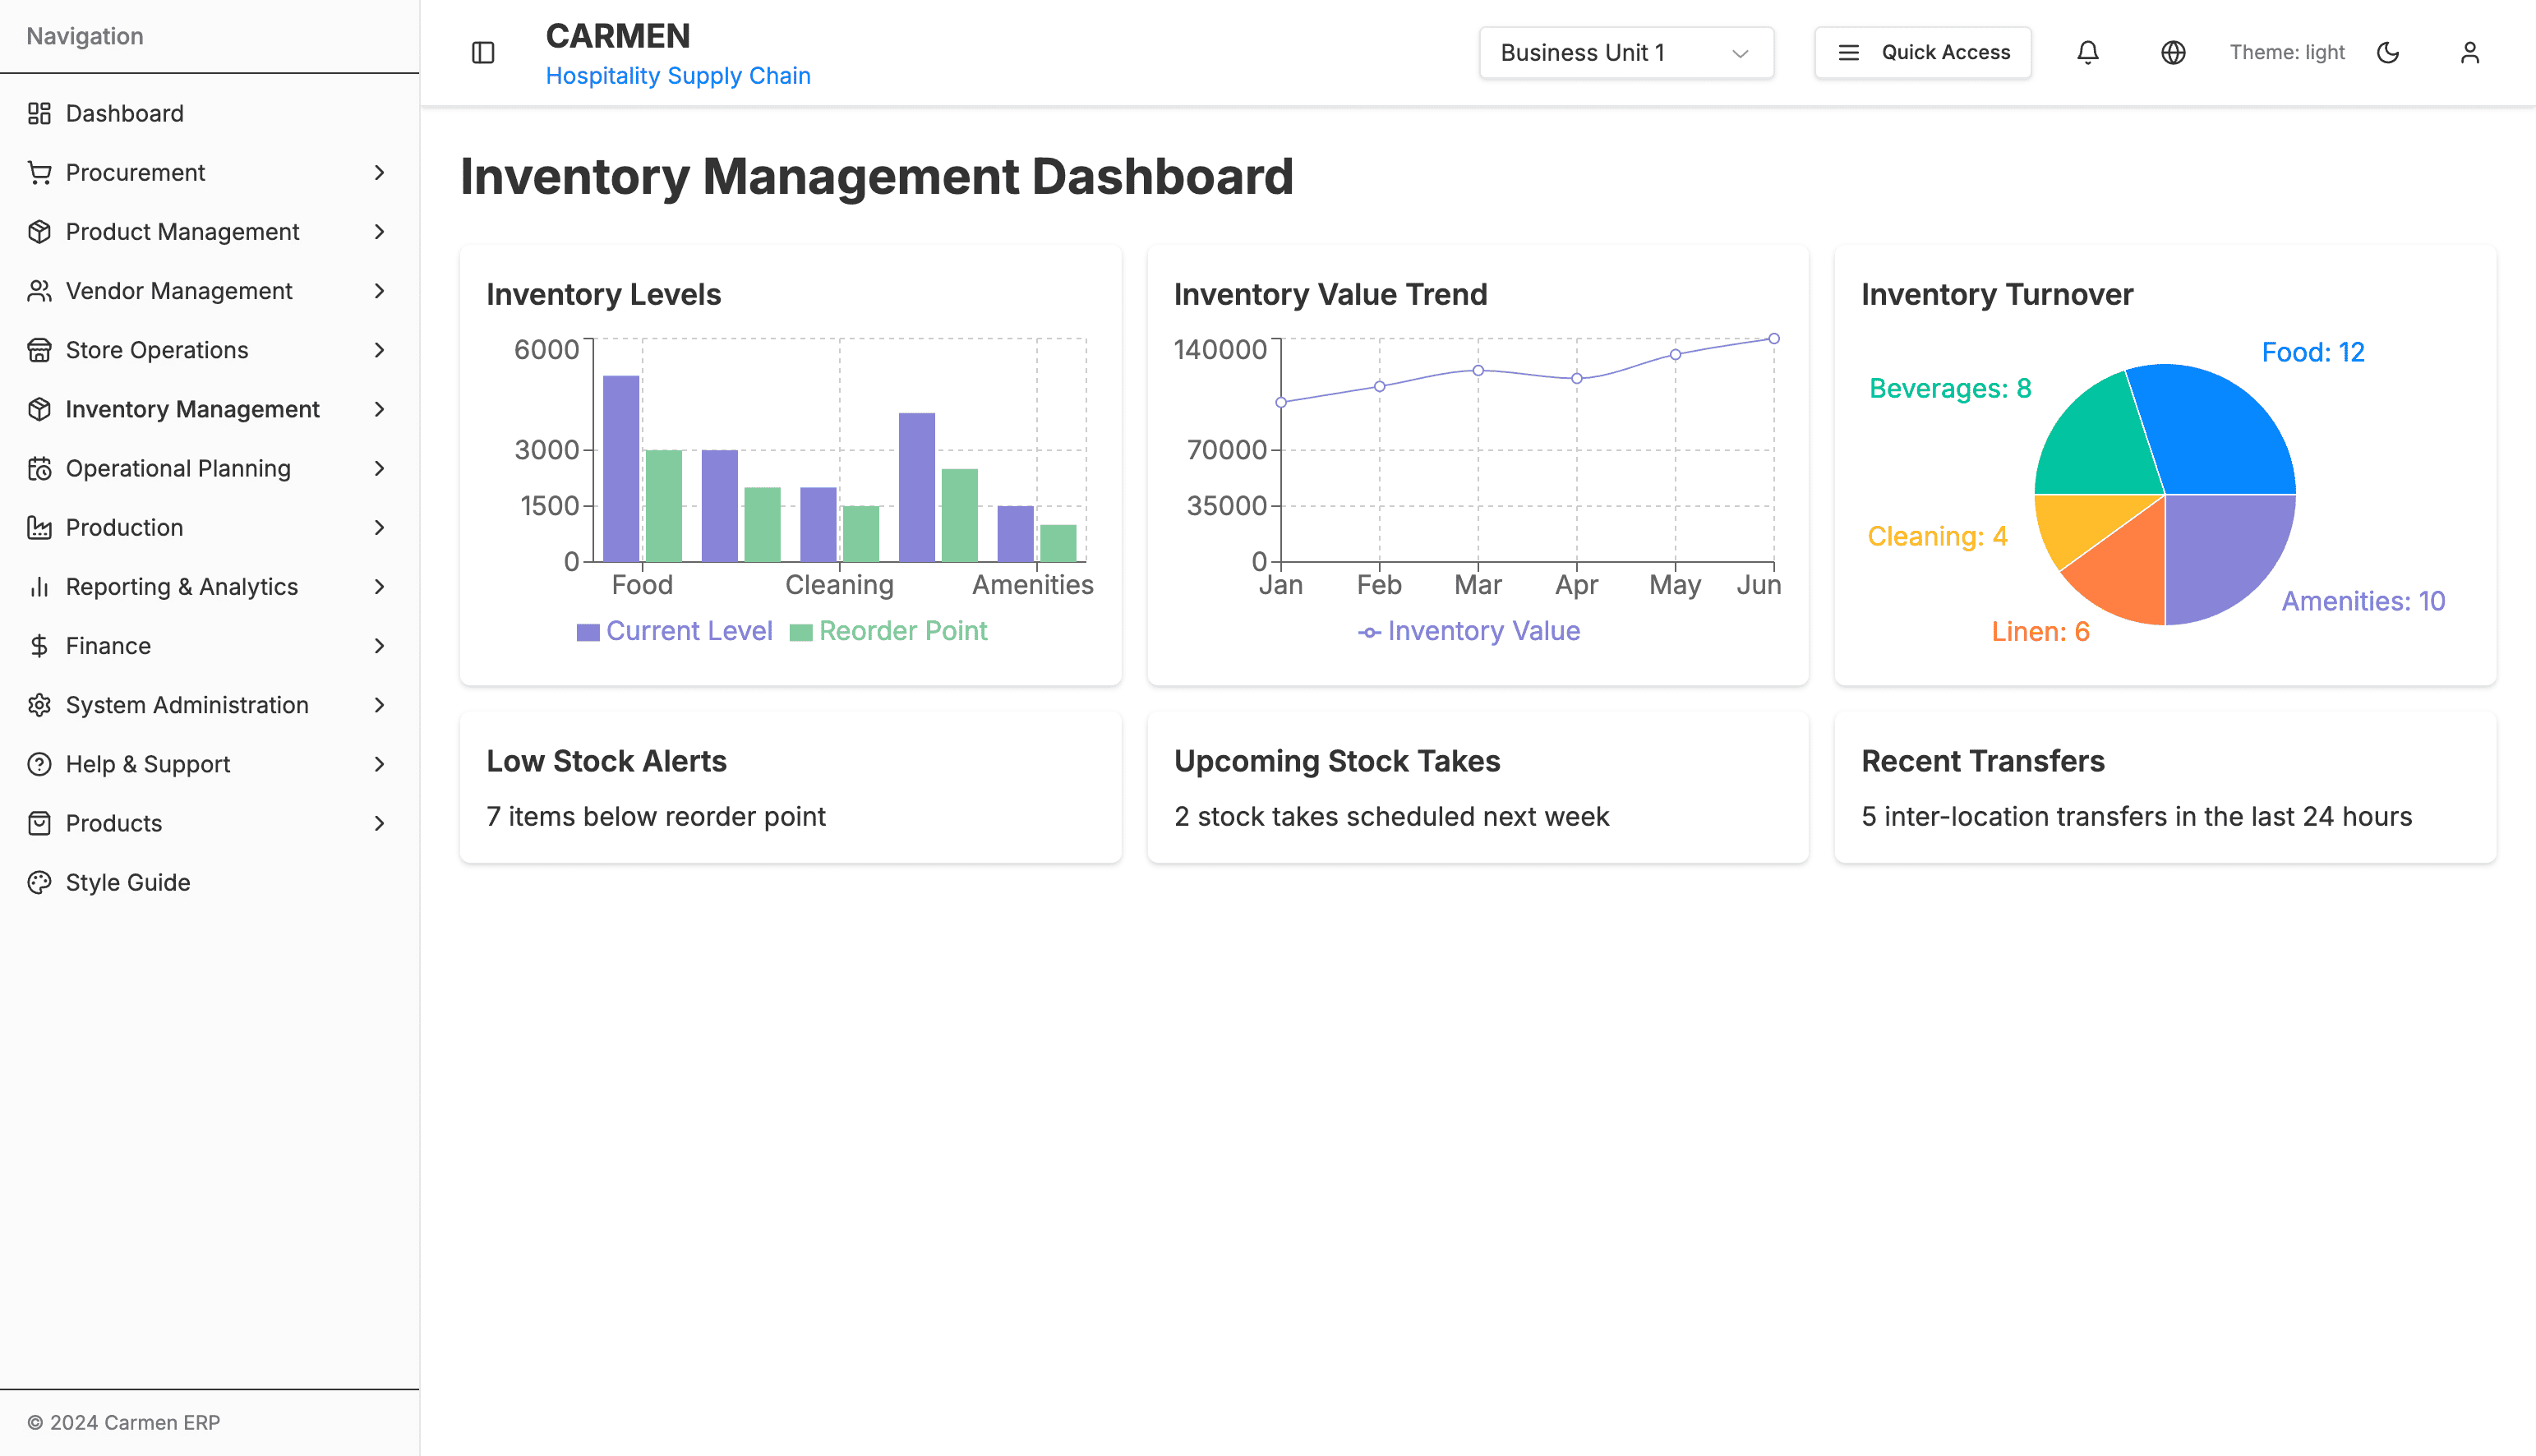 Navigation
Dashboard
Procurement
Product Management
Vendor Management
Store Operations
Inventory Management
Operational Planning
Production
Reporting & Analytics
Finance
System Administration
Help & Support
Products
Style Guide
© 2024 Carmen ERP
CARMEN
Hospitality Supply Chain
Business Unit 1
Quick Access
Theme: light
Inventory Management Dashboard
Inventory Levels
6000
3000
1500
0
Food Cleaning Amenities
Current Level Reorder Point
Inventory Value Trend
140000
70000
35000
0
Jan Feb Mar Apr May Jun
Inventory Value
Inventory Turnover
Food: 12
Beverages: 8
Cleaning: 4
Amenities: 10
Linen: 6
Low Stock Alerts
7 items below reorder point
Upcoming Stock Takes
2 stock takes scheduled next week
Recent Transfers
5 inter-location transfers in the last 24 hours